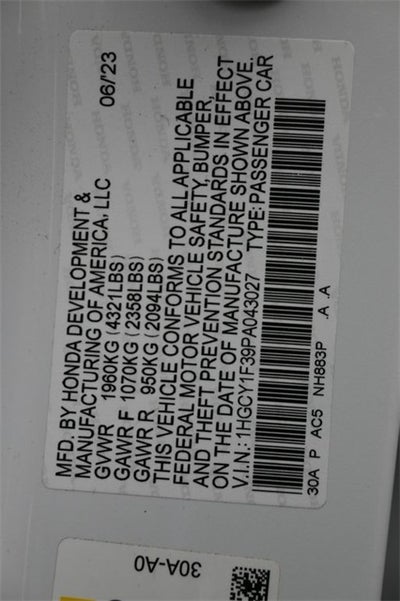 MFD. BY HONDA DEVELOPMENT &
MANUFACTURING OF AMERICA, LLC 06/'23
GVWR 1960KG (4321LBS)
GAWR F 1070KG (2358LBS)
GAWR R 950KG (2094LBS)
THIS VEHICLE CONFORMS TO ALL APPLICABLE
FEDERAL MOTOR VEHICLE SAFETY, BUMPER,
AND THEFT PREVENTION STANDARDS IN EFFECT
ON THE DATE OF MANUFACTURE SHOWN ABOVE.
V.I.N.: 1HGCY1F39PA043027 TYPE: PASSENGER CAR
30A P AC5 NH883P .A .A
30A-A0